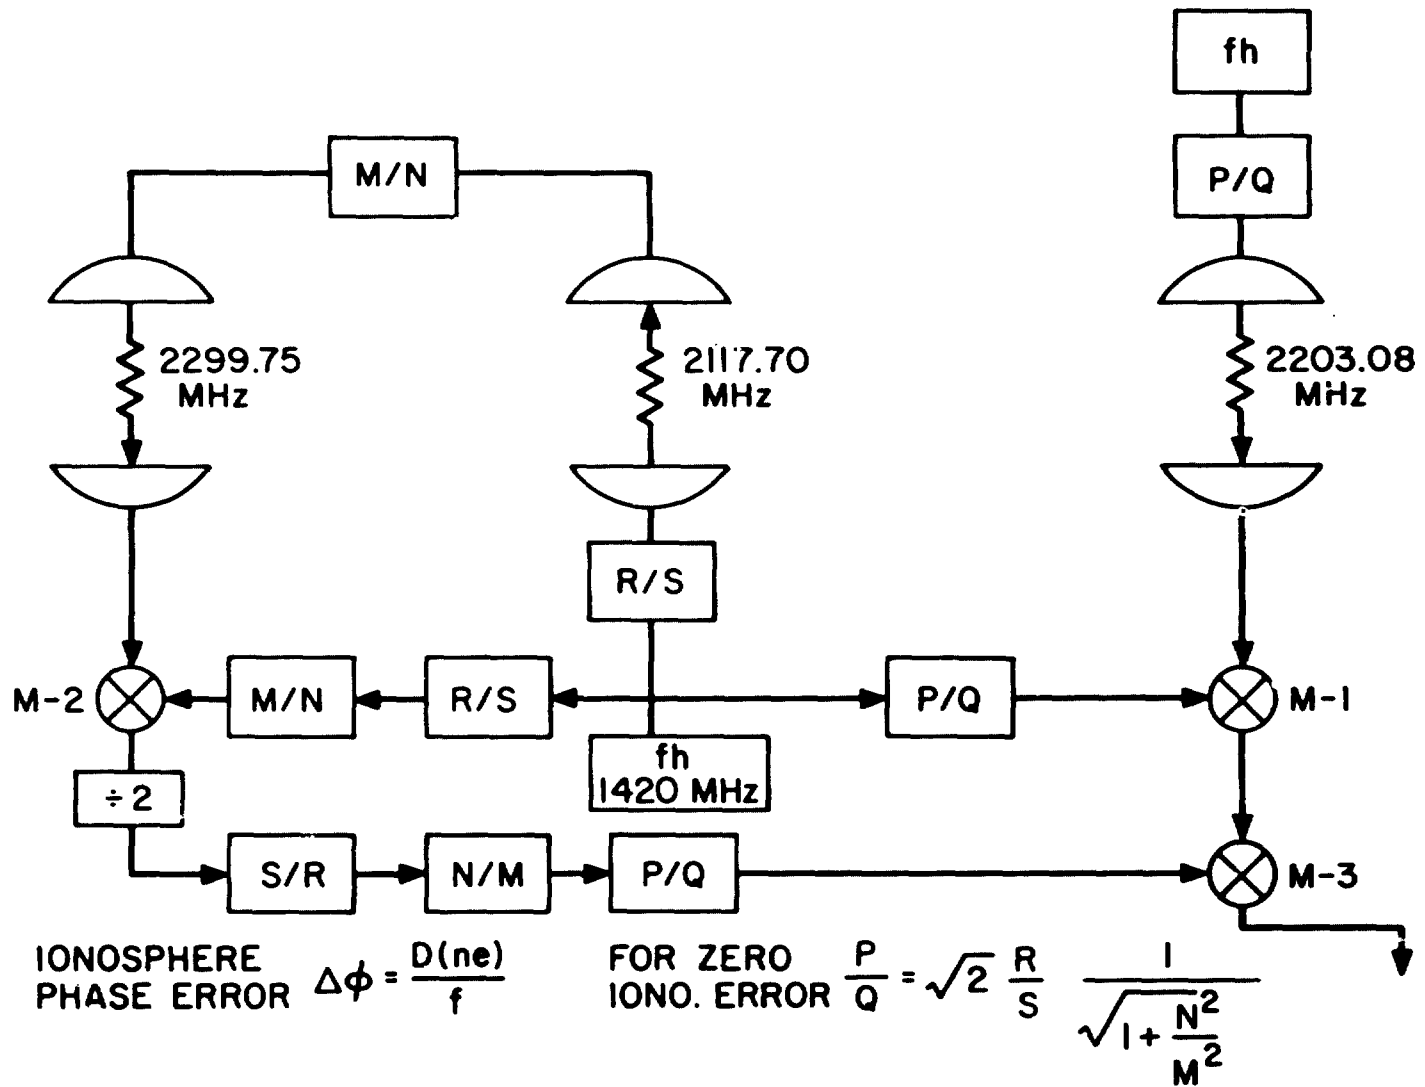 fh
P/Q
M/N
2299.75
MHz
2117.70
MHz
2203.08
MHz
R/S
M-2
M/N
R/S
P/Q
M-1
fh
1420 MHz
÷2
S/R
N/M
P/Q
M-3
IONOSPHERE
PHASE ERROR Δϕ = D(ne)/f
FOR ZERO
IONO. ERROR P/Q = √2 R/S 1/√(1 + N²/M²)